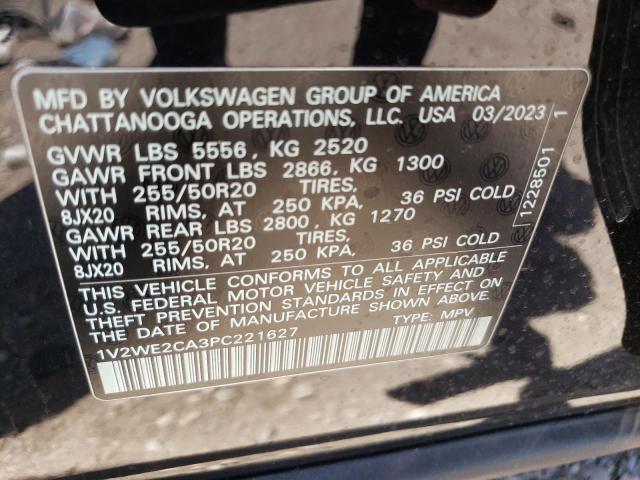 MFD BY VOLKSWAGEN GROUP OF AMERICA
CHATTANOOGA OPERATIONS, LLC. USA 03/2023
GVWR LBS 5556 , KG 2520
GAWR FRONT LBS 2866 , KG 1300
WITH 255/50R20 TIRES,
8JX20 RIMS, AT 250 KPA, 36 PSI COLD
GAWR REAR LBS 2800 , KG 1270
WITH 255/50R20 TIRES,
8JX20 RIMS, AT 250 KPA, 36 PSI COLD
THIS VEHICLE CONFORMS TO ALL APPLICABLE
U.S. FEDERAL MOTOR VEHICLE SAFETY AND
THEFT PREVENTION STANDARDS IN EFFECT ON
THE DATE OF MANUFACTURE SHOWN ABOVE.
1V2WE2CA3PC221627 TYPE: MPV
1228501 1